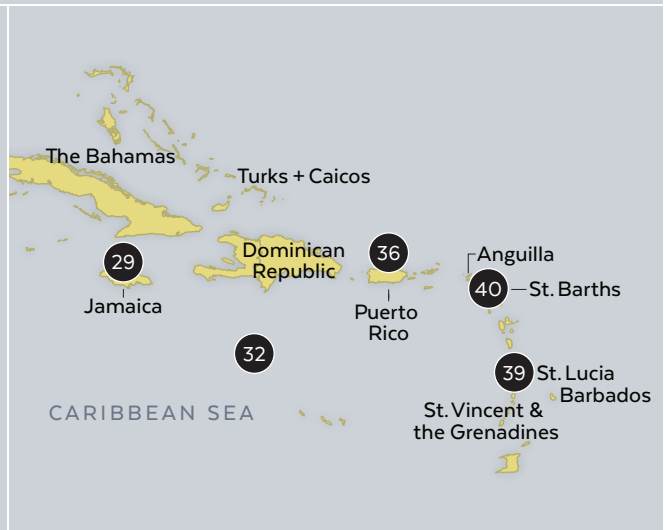 The Bahamas
Turks + Caicos
29
Jamaica
Dominican
Republic
36
Puerto
Rico
Anguilla
40
St. Barths
32
39
St. Lucia
Barbados
St. Vincent &
the Grenadines
CARIBBEAN SEA